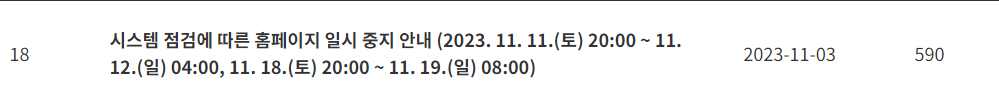 18
시스템 점검에 따른 홈페이지 일시 중지 안내 (2023. 11. 11.(토) 20:00 ~ 11.
12.(일) 04:00, 11. 18.(토) 20:00 ~ 11. 19.(일) 08:00)
2023-11-03
590